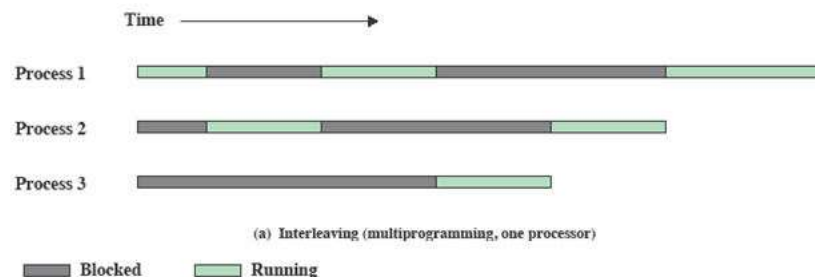 Time
Process 1
Process 2
Process 3
(a) Interleaving (multiprogramming, one processor)
Blocked Running